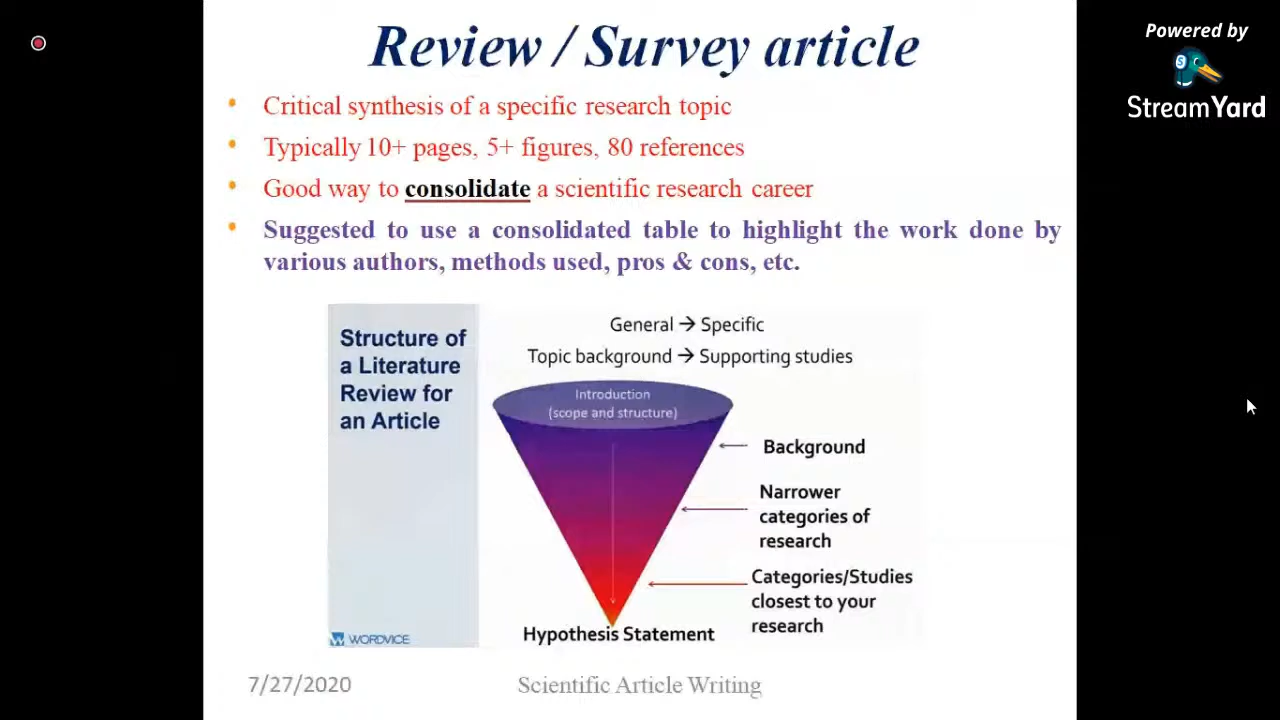 Review / Survey article
Powered by
StreamYard
• Critical synthesis of a specific research topic
• Typically 10+ pages, 5+ figures, 80 references
• Good way to consolidate a scientific research career
• Suggested to use a consolidated table to highlight the work done by
various authors, methods used, pros & cons, etc.
Structure of
a Literature
Review for
an Article
WORDVICE
General → Specific
Topic background → Supporting studies
Introduction
(scope and structure)
Background
Narrower
categories of
research
Categories/Studies
closest to your
research
Hypothesis Statement
7/27/2020
Scientific Article Writing